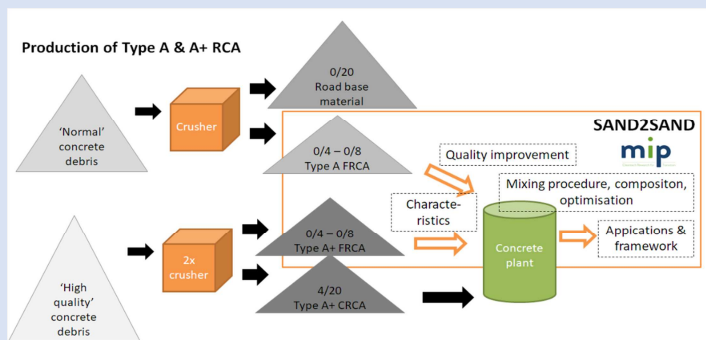 Production of Type A & A+ RCA
0/20
Road base
material
'Normal'
concrete
debris
Crusher
SAND2SAND
mip
0/4 – 0/8
Type A FRCA
Quality improvement
Mixing procedure, compositon,
optimisation
Characte-
ristics
0/4 – 0/8
Type A+ FRCA
Appications &
framework
Concrete
plant
2x
crusher
'High
quality'
concrete
debris
4/20
Type A+ CRCA